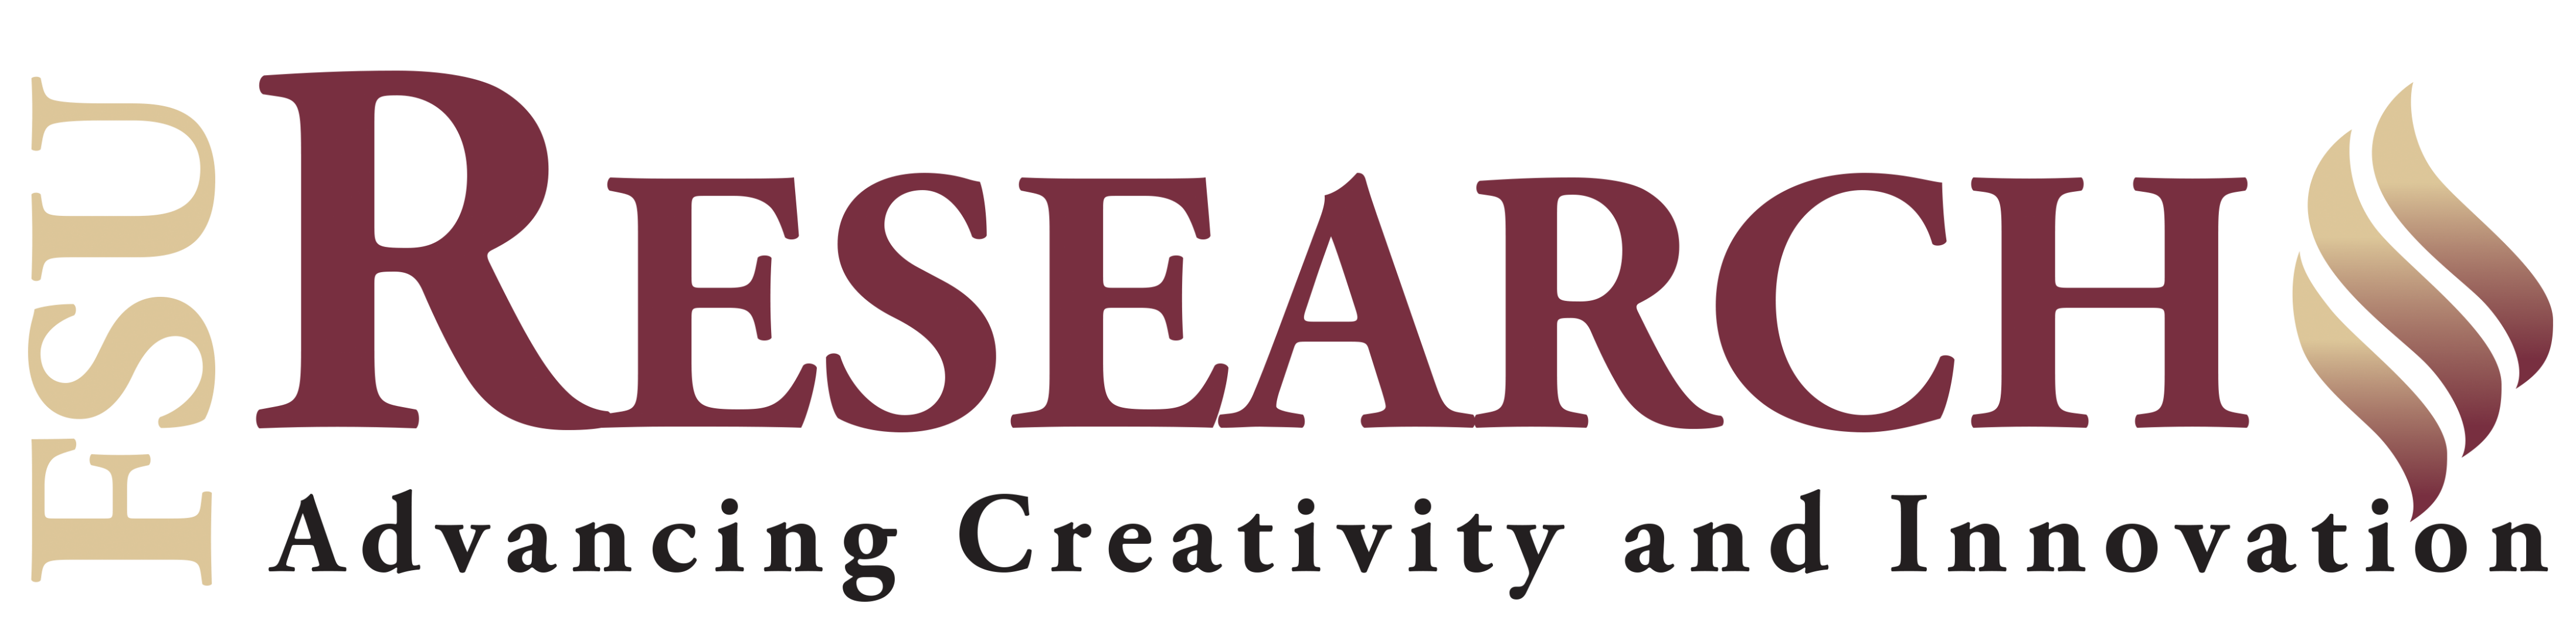 FSU
RESEARCH
Advancing Creativity and Innovation